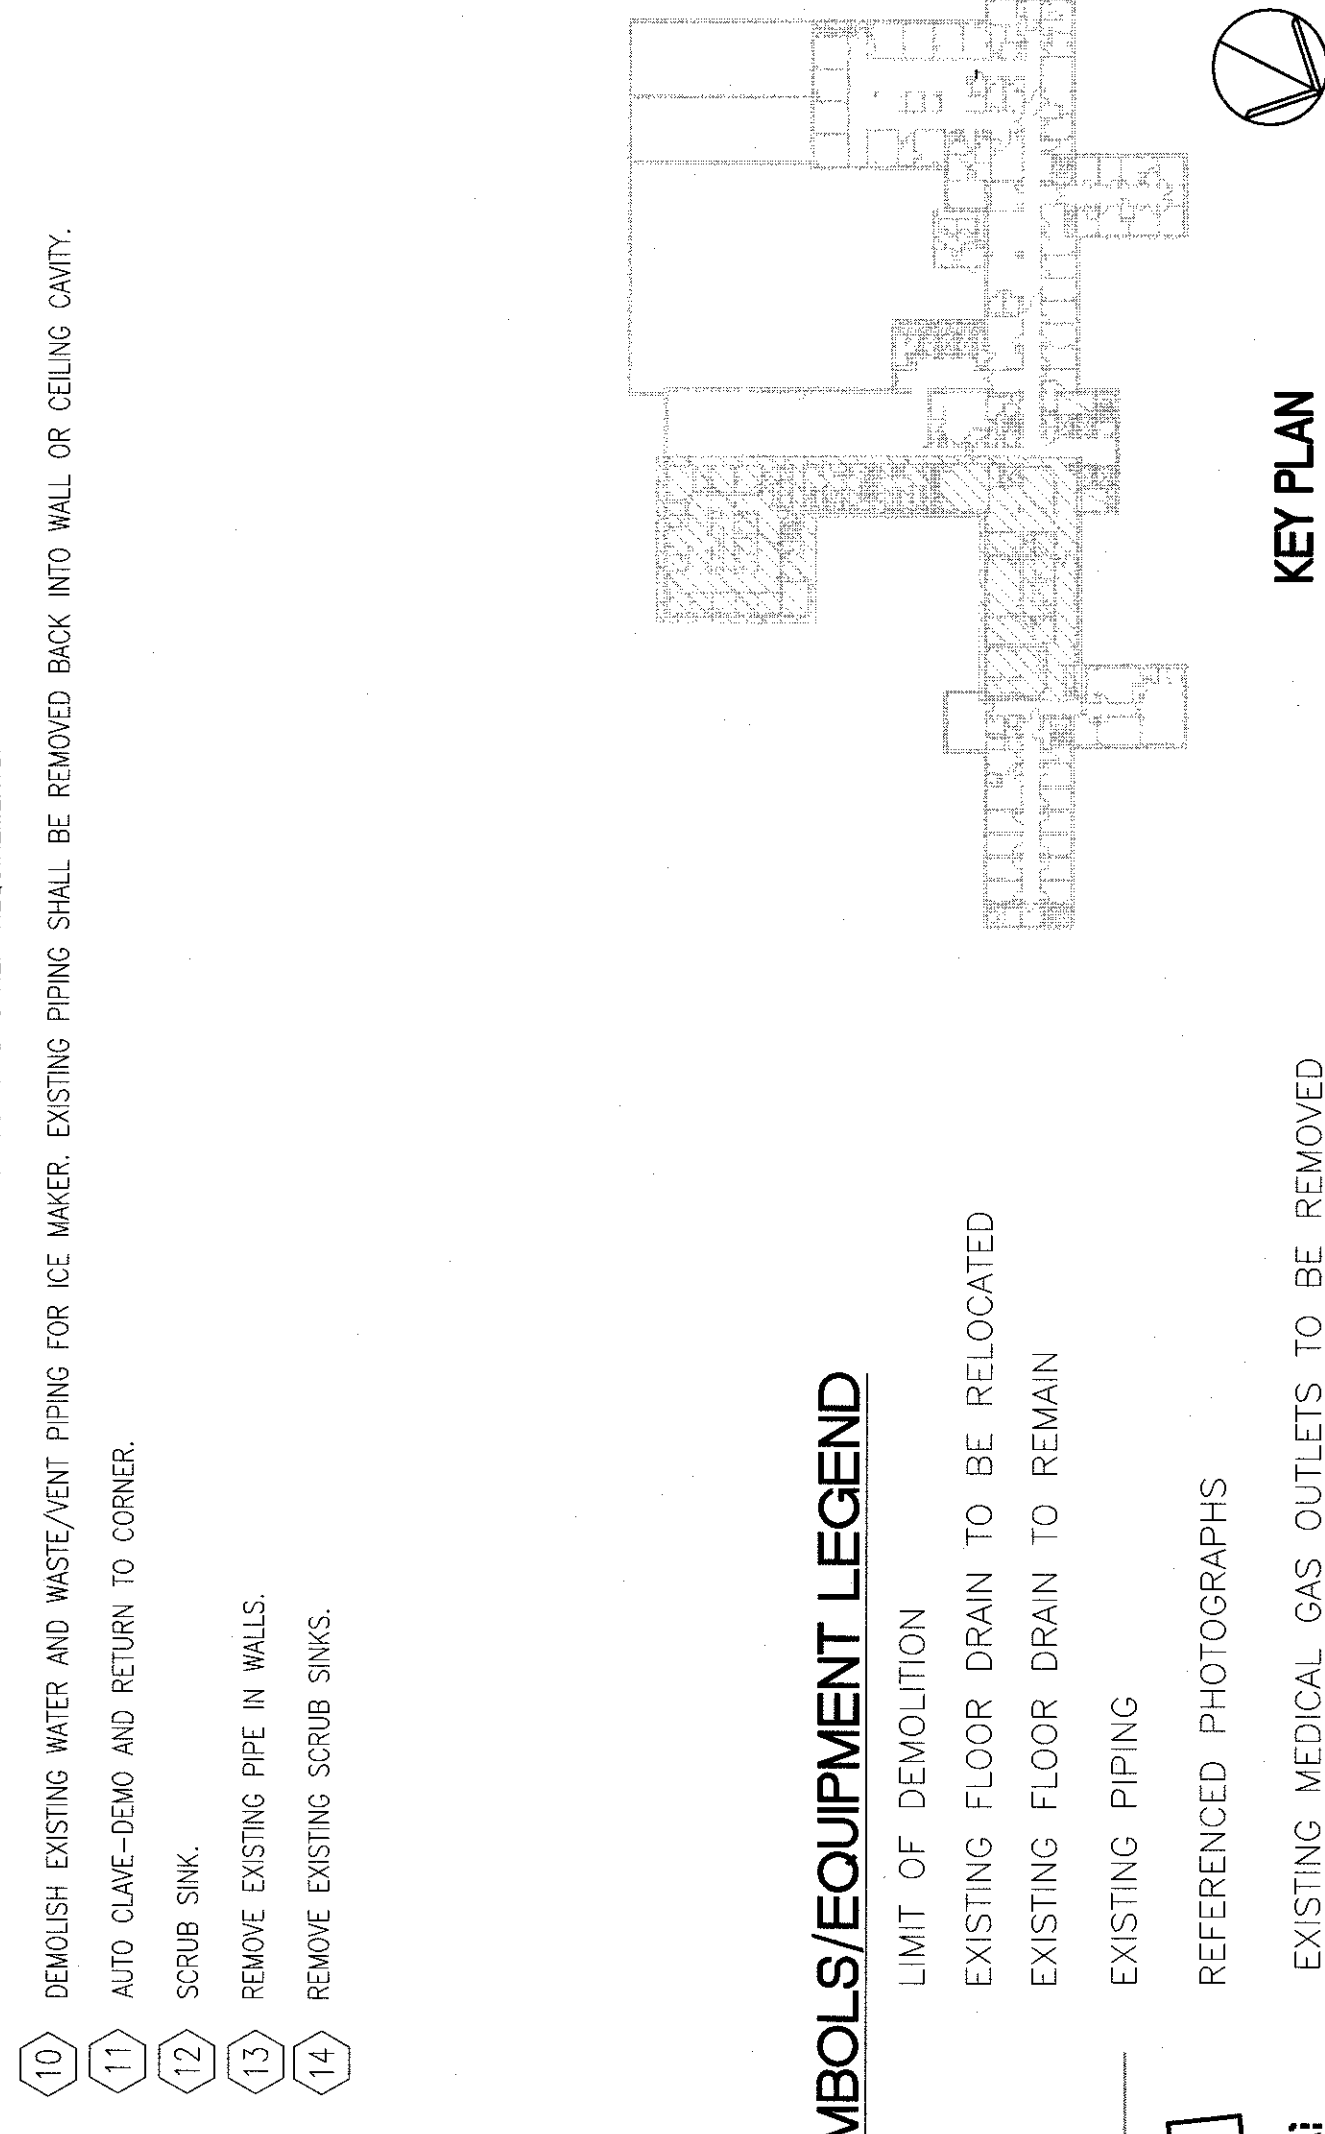 10 DEMOLISH EXISTING WATER AND WASTE/VENT PIPING FOR ICE MAKER. EXISTING PIPING SHALL BE REMOVED BACK INTO WALL OR CEILING CAVITY.
11 AUTO CLAVE-DEMO AND RETURN TO CORNER.
12 SCRUB SINK.
13 REMOVE EXISTING PIPE IN WALLS.
14 REMOVE EXISTING SCRUB SINKS.
MBOLS/EQUIPMENT LEGEND
LIMIT OF DEMOLITION
EXISTING FLOOR DRAIN TO BE RELOCATED
EXISTING FLOOR DRAIN TO REMAIN
EXISTING PIPING
REFERENCED PHOTOGRAPHS
EXISTING MEDICAL GAS OUTLETS TO BE REMOVED
KEY PLAN